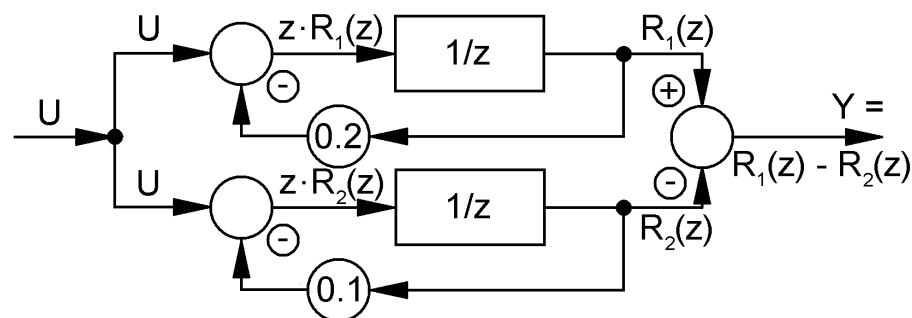 U
U
z·R₁(z)
1/z
R₁(z)
-
0.2
+
Y =
R₁(z) - R₂(z)
U
z·R₂(z)
1/z
-
R₂(z)
-
0.1